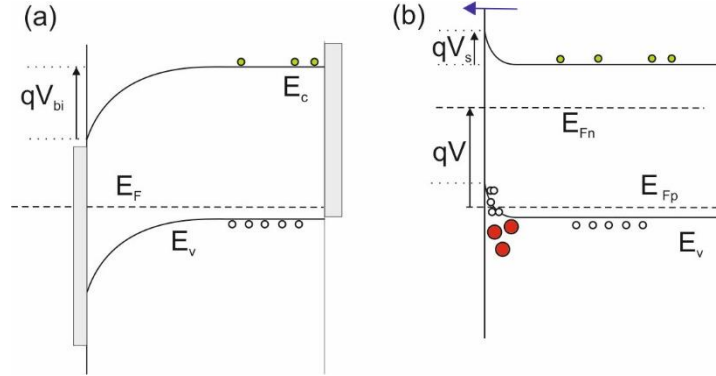 (a)
qV_bi
E_c
E_F
E_v
(b)
qV_s
E_Fn
qV
E_Fp
E_v